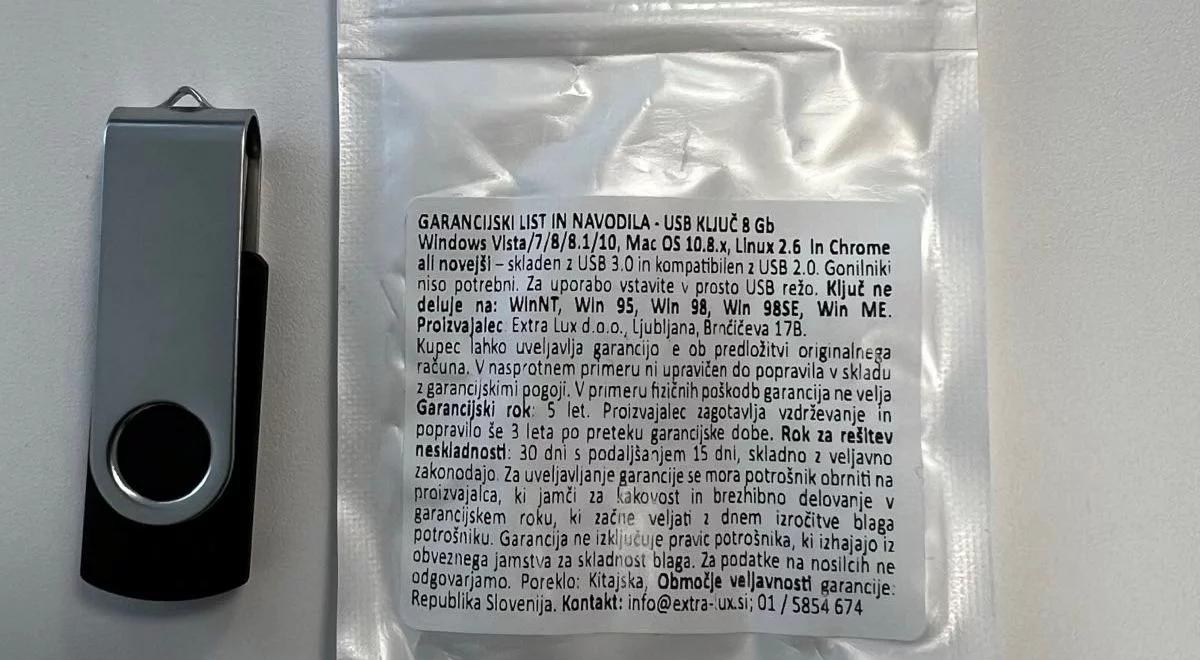 GARANCIJSKI LIST IN NAVODILA - USB KLJUČ 8 Gb
Windows Vista/7/8/8.1/10, Mac OS 10.8.x, Linux 2.6 in Chrome
ali novejši – skladen z USB 3.0 in kompatibilen z USB 2.0. Gonilniki
niso potrebni. Za uporabo vstavite v prosto USB režo. Ključ ne
deluje na: WinNT, Win 95, Win 98, Win 98SE, Win ME.
Proizvajalec: Extra Lux d.o.o., Ljubljana, Brnčičeva 17B.
Kupec lahko uveljavlja garancijo e ob predložitvi originalnega
računa. V nasprotnem primeru ni upravičen do popravila v skladu
z garancijskimi pogoji. V primeru fizičnih poškodb garancija ne velja
Garancijski rok: 5 let. Proizvajalec zagotavlja vzdrževanje in
popravilo še 3 leta po preteku garancijske dobe. Rok za rešitev
neskladnosti: 30 dni s podaljšanjem 15 dni, skladno z veljavno
zakonodajo. Za uveljavljanje garancije se mora potrošnik obrniti na
proizvajalca, ki jamči za kakovost in brezhibno delovanje v
garancijskem roku, ki začne veljati z dnem izročitve blaga
potrošniku. Garancija ne izključuje pravic potrošnika, ki izhajajo iz
obveznega jamstva za skladnost blaga. Za podatke na nosilcih ne
odgovarjamo. Poreklo: Kitajska, Območje veljavnosti garancije:
Republika Slovenija. Kontakt: info@extra-lux.si; 01 / 5854 674